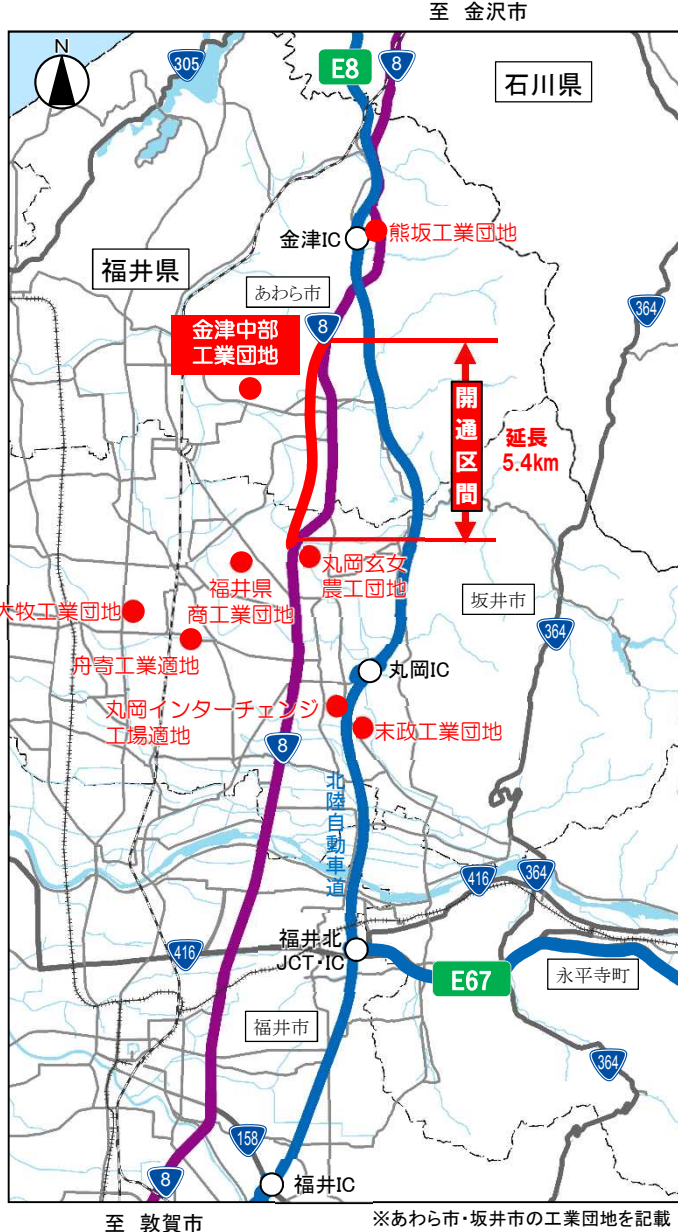 至 金沢市
N
305
E8
8
石川県
金津IC
熊坂工業団地
福井県
あわら市
364
8
金津中部
工業団地
開通区間
延長
5.4km
丸岡玄女
農工団地
福井県
商工業団地
坂井市
大牧工業団地
364
舟寄工業適地
丸岡IC
丸岡インターチェンジ
工場適地
末政工業団地
8
北陸自動車道
416
364
福井北
JCT・IC
416
E67
永平寺町
福井市
364
158
8
福井IC
至 敦賀市
※あわら市・坂井市の工業団地を記載